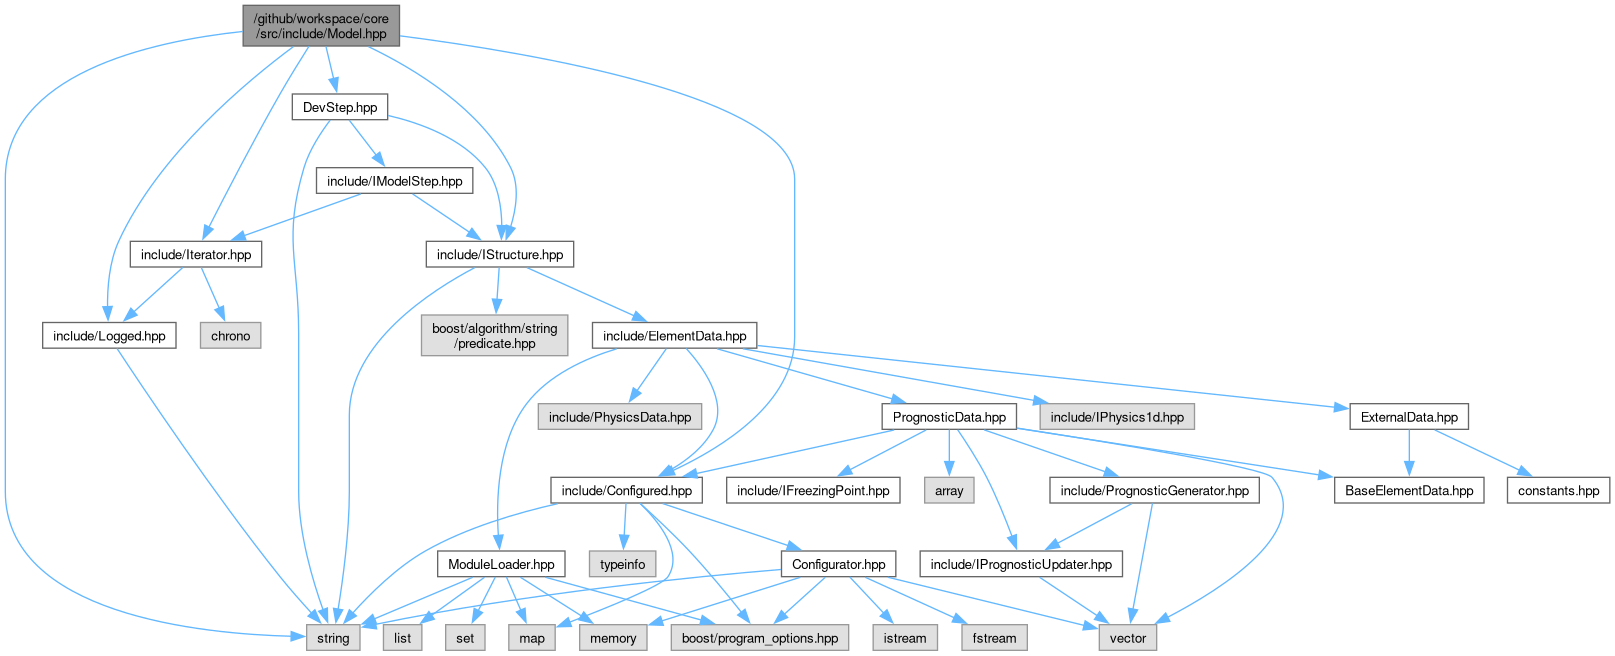 /github/workspace/core
/src/include/Model.hpp
DevStep.hpp
include/IModelStep.hpp
include/Iterator.hpp
include/IStructure.hpp
include/Logged.hpp
chrono
boost/algorithm/string
/predicate.hpp
include/ElementData.hpp
include/PhysicsData.hpp
PrognosticData.hpp
include/IPhysics1d.hpp
ExternalData.hpp
include/Configured.hpp
include/IFreezingPoint.hpp
array
include/PrognosticGenerator.hpp
BaseElementData.hpp
constants.hpp
ModuleLoader.hpp
typeinfo
Configurator.hpp
include/IPrognosticUpdater.hpp
string
list
set
map
memory
boost/program_options.hpp
istream
fstream
vector